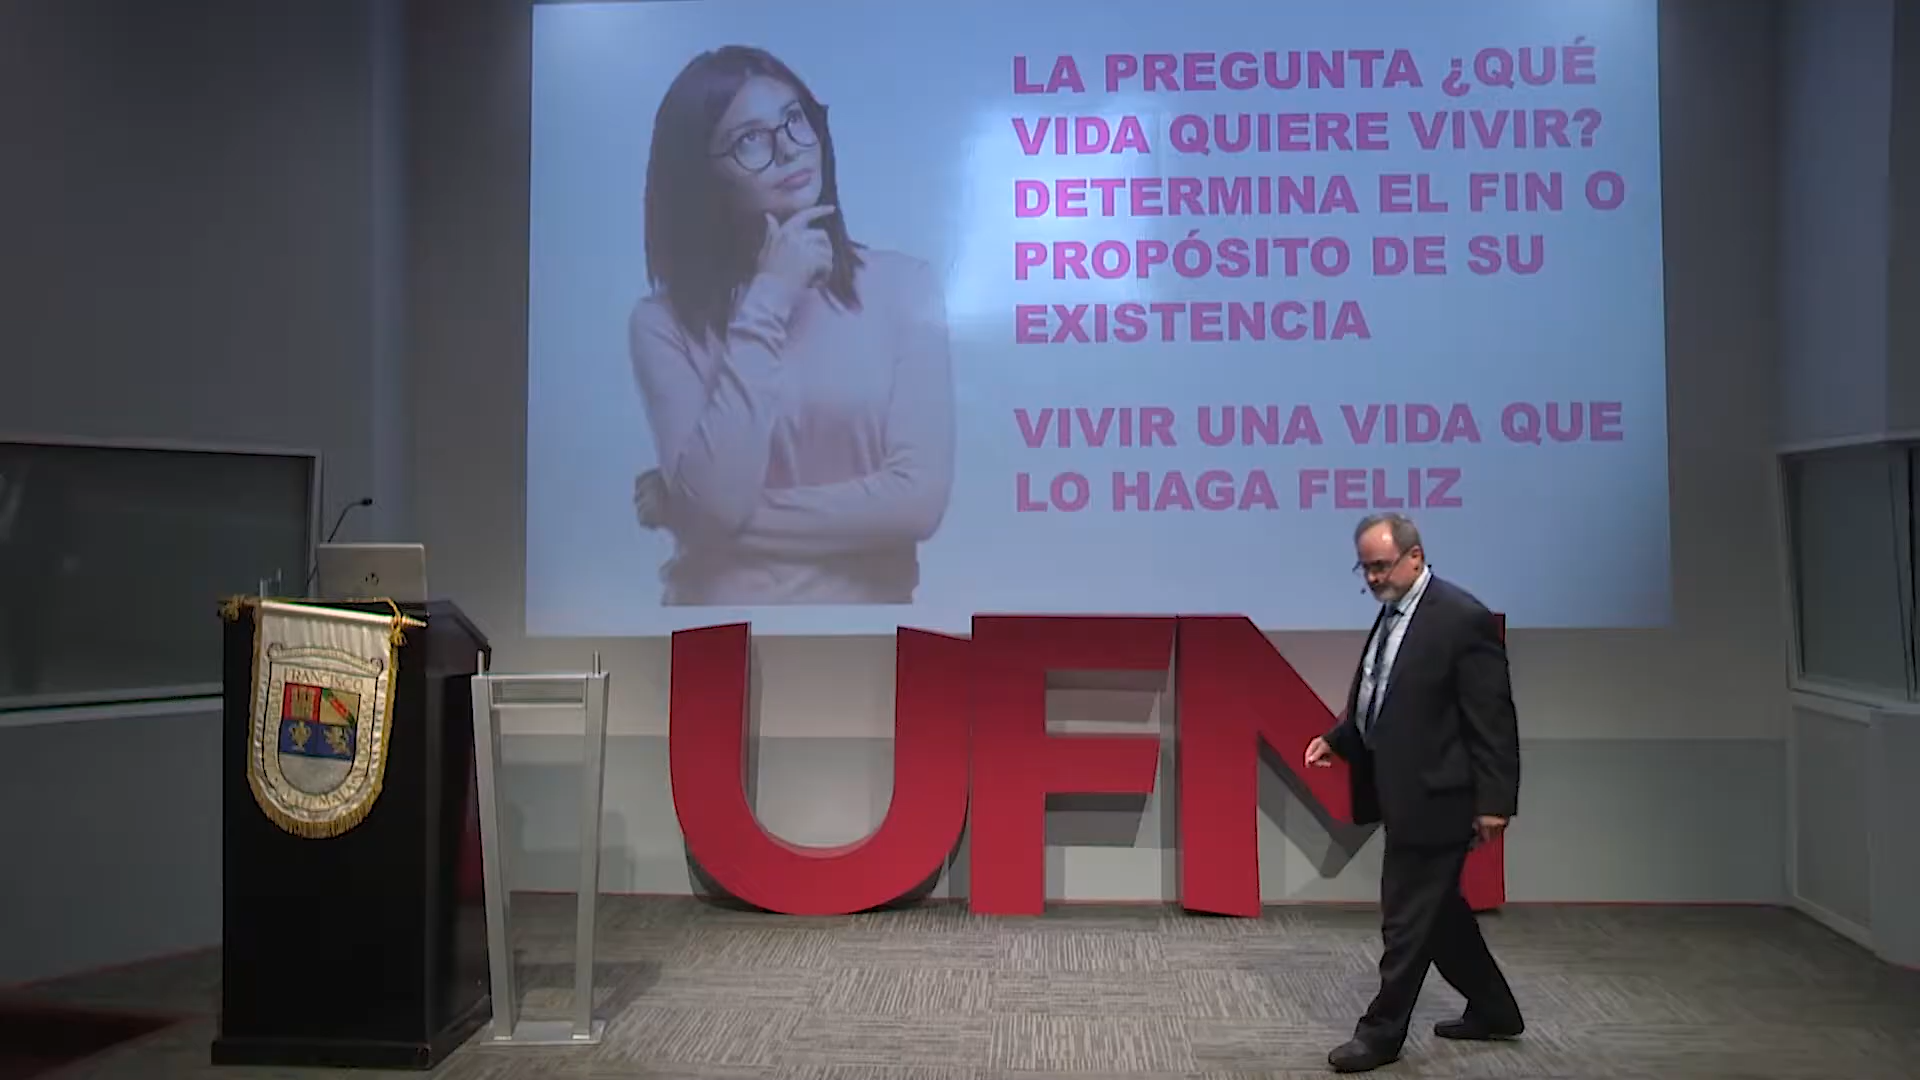 LA PREGUNTA ¿QUÉ
VIDA QUIERE VIVIR?
DETERMINA EL FIN O
PROPÓSITO DE SU
EXISTENCIA
VIVIR UNA VIDA QUE
LO HAGA FELIZ
UFM
FRANCISCO